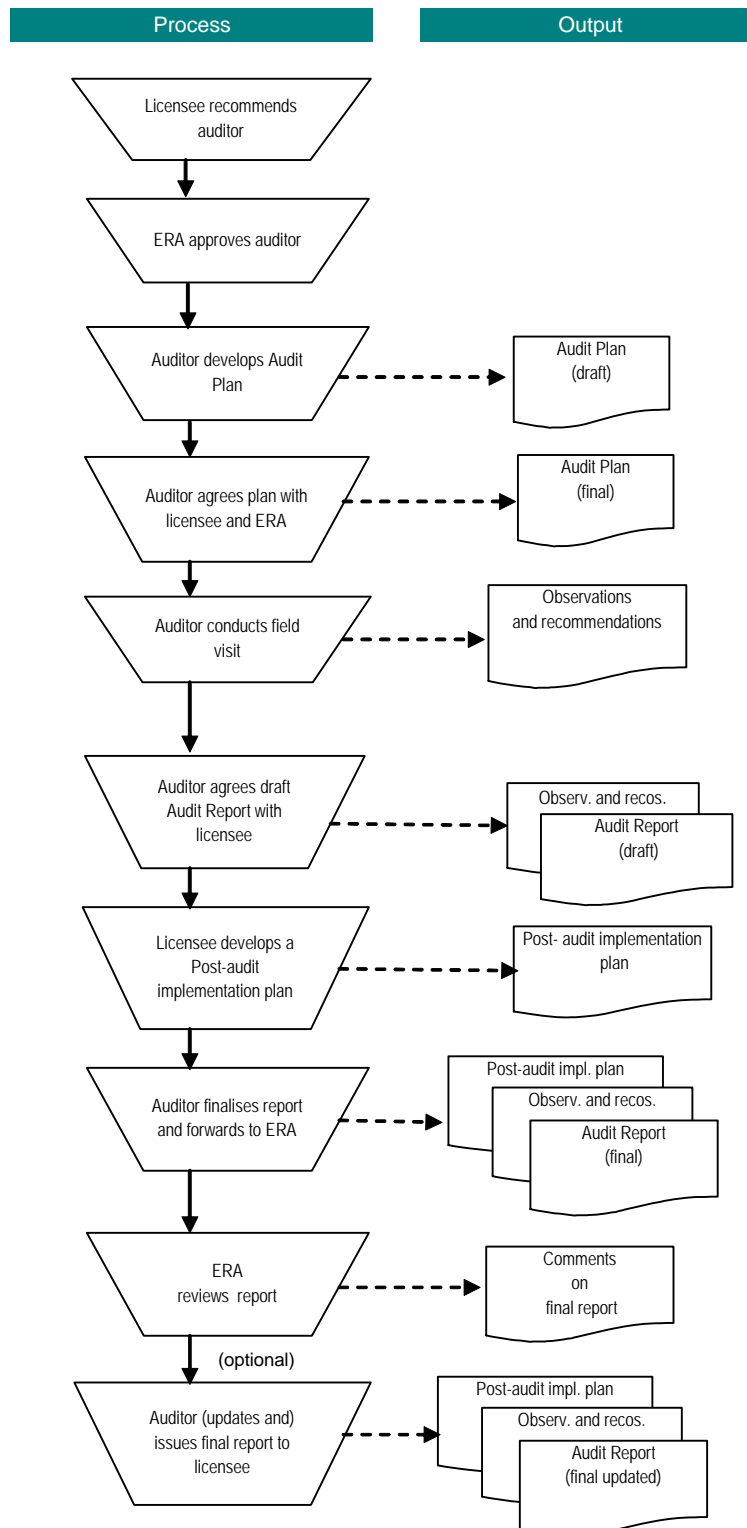 Process
Output
Licensee recommends
auditor
ERA approves auditor
Auditor develops Audit
Plan
Audit Plan
(draft)
Auditor agrees plan with
licensee and ERA
Audit Plan
(final)
Auditor conducts field
visit
Observations
and recommendations
Auditor agrees draft
Audit Report with
licensee
Observ. and recos.
Audit Report
(draft)
Licensee develops a
Post-audit
implementation plan
Post- audit implementation
plan
Auditor finalises report
and forwards to ERA
Post-audit impl. plan
Observ. and recos.
Audit Report
(final)
ERA
reviews report
Comments
on
final report
(optional)
Auditor (updates and)
issues final report to
licensee
Post-audit impl. plan
Observ. and recos.
Audit Report
(final updated)